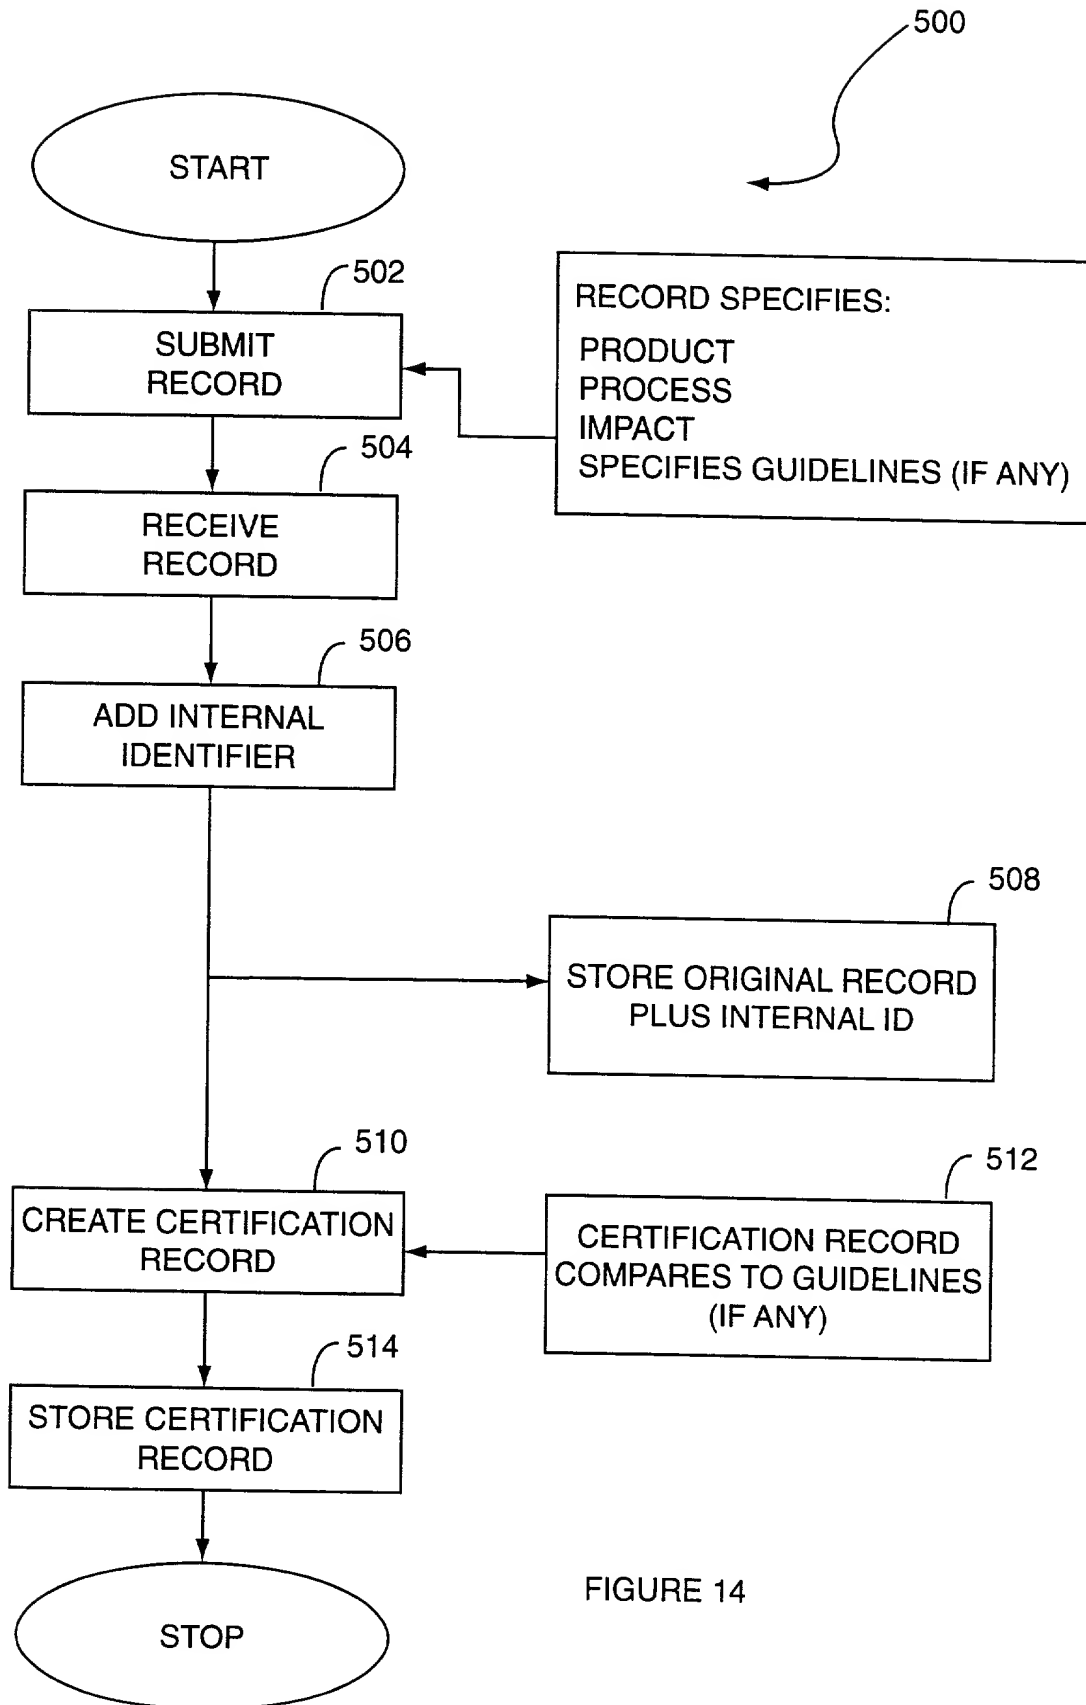 500
START
502
SUBMIT
RECORD
RECORD SPECIFIES:
PRODUCT
PROCESS
IMPACT
SPECIFIES GUIDELINES (IF ANY)
504
RECEIVE
RECORD
506
ADD INTERNAL
IDENTIFIER
508
STORE ORIGINAL RECORD
PLUS INTERNAL ID
510
CREATE CERTIFICATION
RECORD
512
CERTIFICATION RECORD
COMPARES TO GUIDELINES
(IF ANY)
514
STORE CERTIFICATION
RECORD
STOP
FIGURE 14